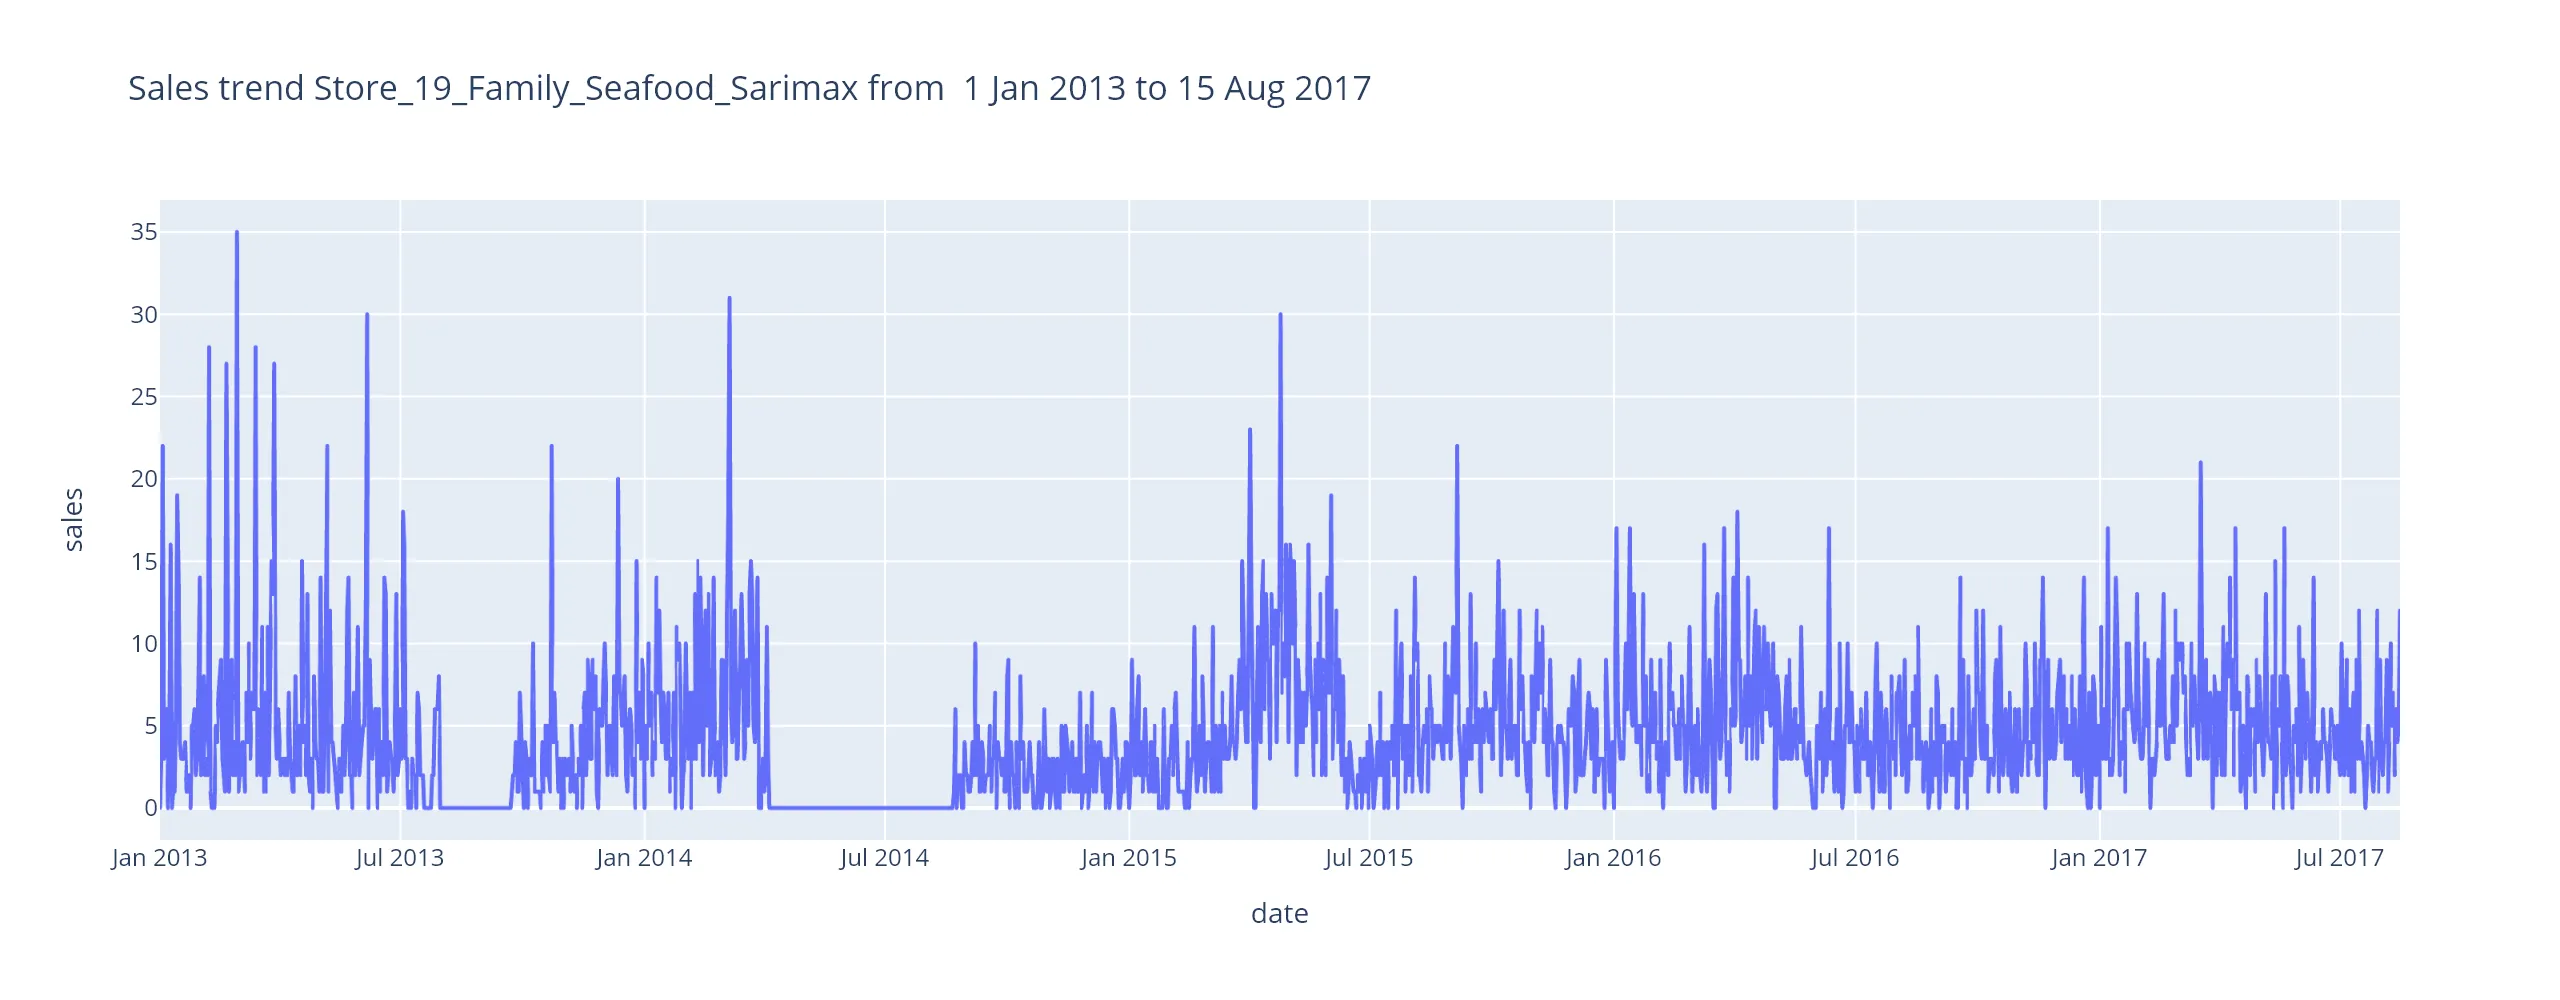 Sales trend Store_19_Family_Seafood_Sarimax from  1 Jan 2013 to 15 Aug 2017
35
30
25
20
15
10
5
0
sales
Jan 2013 Jul 2013 Jan 2014 Jul 2014 Jan 2015 Jul 2015 Jan 2016 Jul 2016 Jan 2017 Jul 2017
date